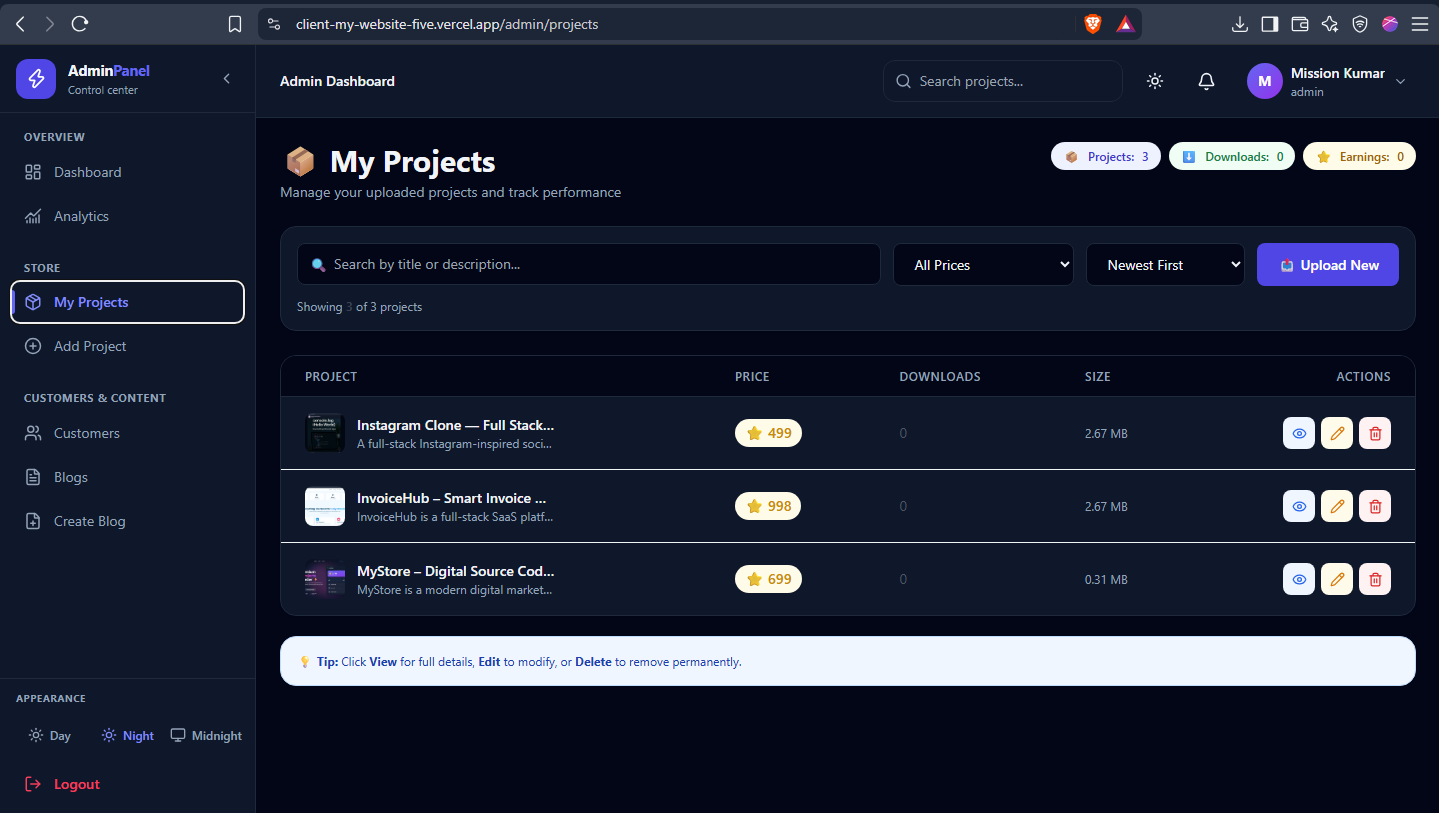 client-my-website-five.vercel.app/admin/projects
AdminPanel
Control center
Admin Dashboard
Search projects...
M
Mission Kumar
admin
OVERVIEW
Dashboard
Analytics
STORE
My Projects
Add Project
CUSTOMERS & CONTENT
Customers
Blogs
Create Blog
APPEARANCE
Day
Night
Midnight
Logout
My Projects
Manage your uploaded projects and track performance
Projects: 3
Downloads: 0
Earnings: 0
Search by title or description...
All Prices
Newest First
Upload New
Showing 3 of 3 projects
PROJECT PRICE DOWNLOADS SIZE ACTIONS
Instagram Clone — Full Stack...
A full-stack Instagram-inspired soci...
499 0 2.67 MB
InvoiceHub – Smart Invoice ...
InvoiceHub is a full-stack SaaS platf...
998 0 2.67 MB
MyStore – Digital Source Cod...
MyStore is a modern digital market...
699 0 0.31 MB
Tip: Click View for full details, Edit to modify, or Delete to remove permanently.